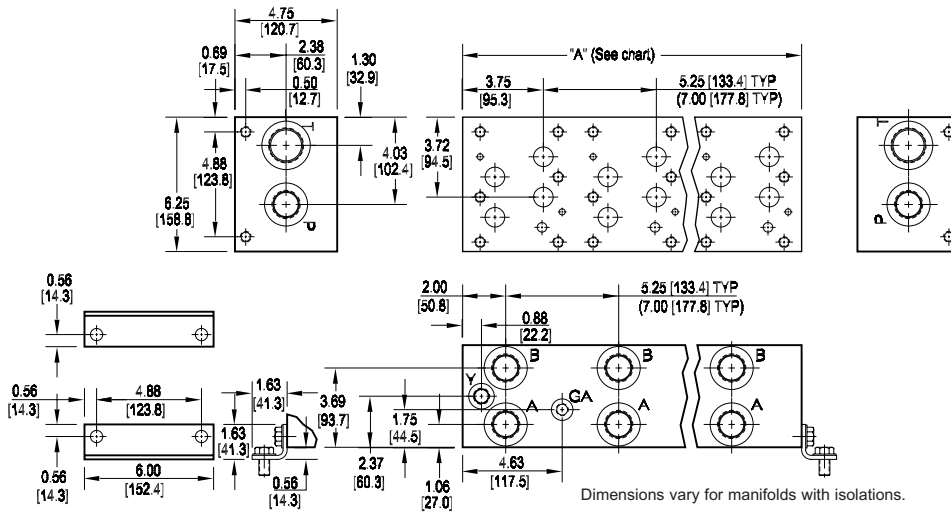 4.75
[120.7]
2.38
[60.3]
0.69
[17.5]
0.50
[12.7]
1.30
[32.9]
T
P
4.88
[123.8]
6.25
[158.8]
4.03
[102.4]
"A" (See chart)
3.75
[95.3]
5.25 [133.4] TYP
(7.00 [177.8] TYP)
3.72
[94.5]
T
P
0.56
[14.3]
0.56
[14.3]
4.88
[123.8]
0.56
[14.3]
6.00
[152.4]
1.63
[41.3]
1.63
[41.3]
0.56
[14.3]
2.00
[50.8]
5.25 [133.4] TYP
(7.00 [177.8] TYP)
0.88
[22.2]
Y
B
B
B
A
GA
A
A
3.69
[93.7]
1.75
[44.5]
2.37
[60.3]
1.06
[27.0]
4.63
[117.5]
Dimensions vary for manifolds with isolations.